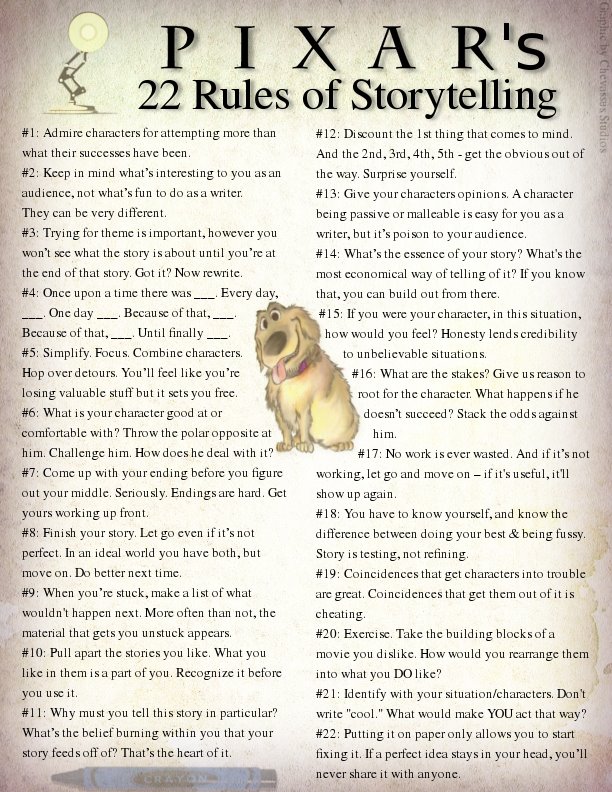 PIXAR's
22 Rules of Storytelling
#1: Admire characters for attempting more than
what their successes have been.
#2: Keep in mind what's interesting to you as an
audience, not what's fun to do as a writer.
They can be very different.
#3: Trying for theme is important, however you
won't see what the story is about until you're at
the end of that story. Got it? Now rewrite.
#4: Once upon a time there was ___. Every day,
___. One day ___. Because of that, ___.
Because of that, ___. Until finally ___.
#5: Simplify. Focus. Combine characters.
Hop over detours. You'll feel like you're
losing valuable stuff but it sets you free.
#6: What is your character good at or
comfortable with? Throw the polar opposite at
him. Challenge him. How does he deal with it?
#7: Come up with your ending before you figure
out your middle. Seriously. Endings are hard. Get
yours working up front.
#8: Finish your story. Let go even if it's not
perfect. In an ideal world you have both, but
move on. Do better next time.
#9: When you're stuck, make a list of what
wouldn't happen next. More often than not, the
material that gets you unstuck appears.
#10: Pull apart the stories you like. What you
like in them is a part of you. Recognize it before
you use it.
#11: Why must you tell this story in particular?
What's the belief burning within you that your
story feeds off of? That's the heart of it.
#12: Discount the 1st thing that comes to mind.
And the 2nd, 3rd, 4th, 5th - get the obvious out of
the way. Surprise yourself.
#13: Give your characters opinions. A character
being passive or malleable is easy for you as a
writer, but it's poison to your audience.
#14: What's the essence of your story? What's the
most economical way of telling of it? If you know
that, you can build out from there.
#15: If you were your character, in this situation,
how would you feel? Honesty lends credibility
to unbelievable situations.
#16: What are the stakes? Give us reason to
root for the character. What happens if he
doesn't succeed? Stack the odds against
him.
#17: No work is ever wasted. And if it's not
working, let go and move on – if it's useful, it'll
show up again.
#18: You have to know yourself, and know the
difference between doing your best & being fussy.
Story is testing, not refining.
#19: Coincidences that get characters into trouble
are great. Coincidences that get them out of it is
cheating.
#20: Exercise. Take the building blocks of a
movie you dislike. How would you rearrange them
into what you DO like?
#21: Identify with your situation/characters. Don't
write "cool." What would make YOU act that way?
#22: Putting it on paper only allows you to start
fixing it. If a perfect idea stays in your head, you'll
never share it with anyone.
CRAYON
Studios